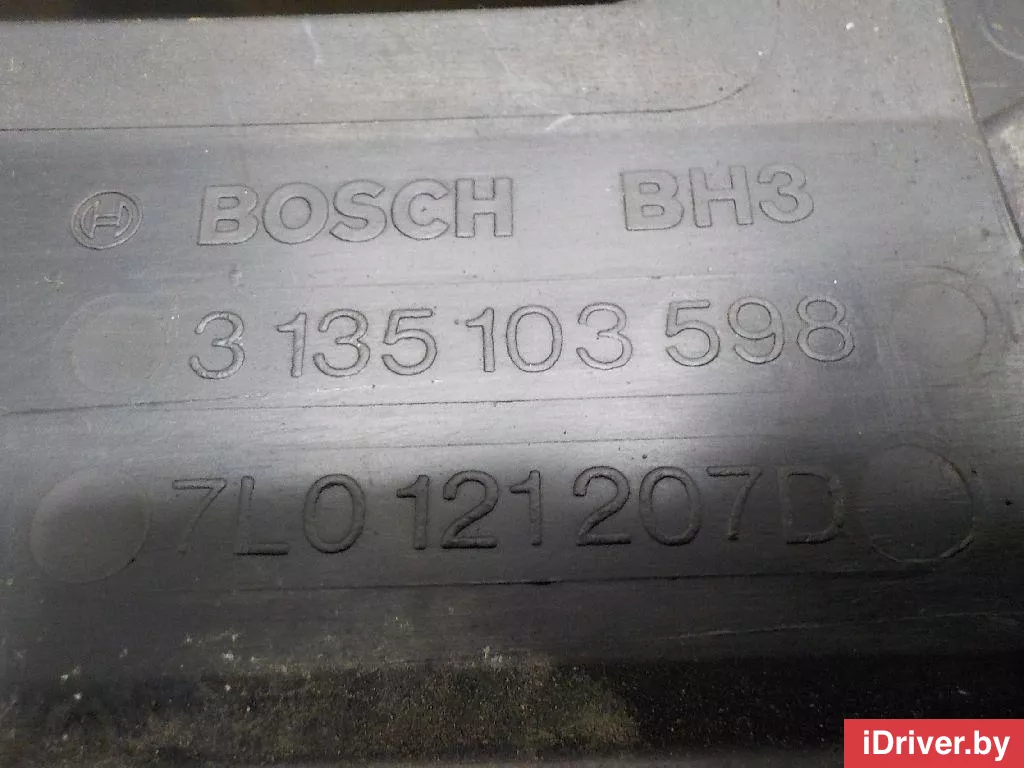 BOSCH BH3
3 135 103 598
7L0 121 207D
iDriver.by